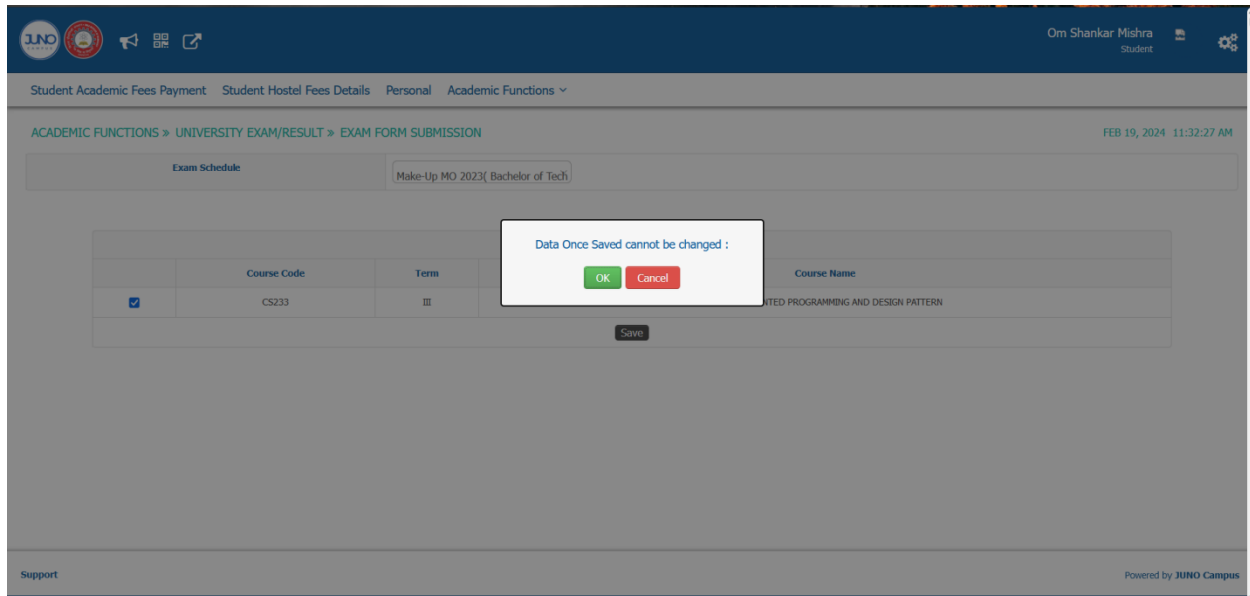 JUNO
CAMPUS
Om Shankar Mishra
Student
Student Academic Fees Payment Student Hostel Fees Details Personal Academic Functions
ACADEMIC FUNCTIONS » UNIVERSITY EXAM/RESULT » EXAM FORM SUBMISSION FEB 19, 2024 11:32:27 AM
Exam Schedule Make-Up MO 2023( Bachelor of Tech
Data Once Saved cannot be changed :
OK Cancel
Course Code Term Course Name
CS233 III NTED PROGRAMMING AND DESIGN PATTERN
Save
Support Powered by JUNO Campus